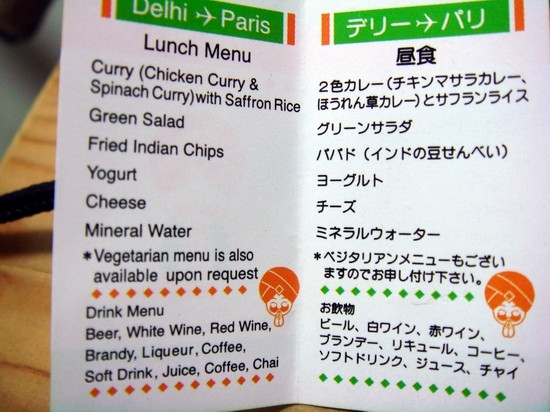 Delhi ✈ Paris
Lunch Menu
Curry (Chicken Curry &
Spinach Curry) with Saffron Rice
Green Salad
Fried Indian Chips
Yogurt
Cheese
Mineral Water
*Vegetarian menu is also
available upon request
Drink Menu
Beer, White Wine, Red Wine,
Brandy, Liqueur, Coffee,
Soft Drink, Juice, Coffee, Chai
デリー✈パリ
昼食
2色カレー(チキンマサラカレー、
ほうれん草カレー)とサフランライス
グリーンサラダ
パパド(インドの豆せんべい)
ヨーグルト
チーズ
ミネラルウォーター
*ベジタリアンメニューもござい
ますのでお申し付け下さい。
お飲物
ビール、白ワイン、赤ワイン、
ブランデー、リキュール、コーヒー、
ソフトドリンク、ジュース、チャイ